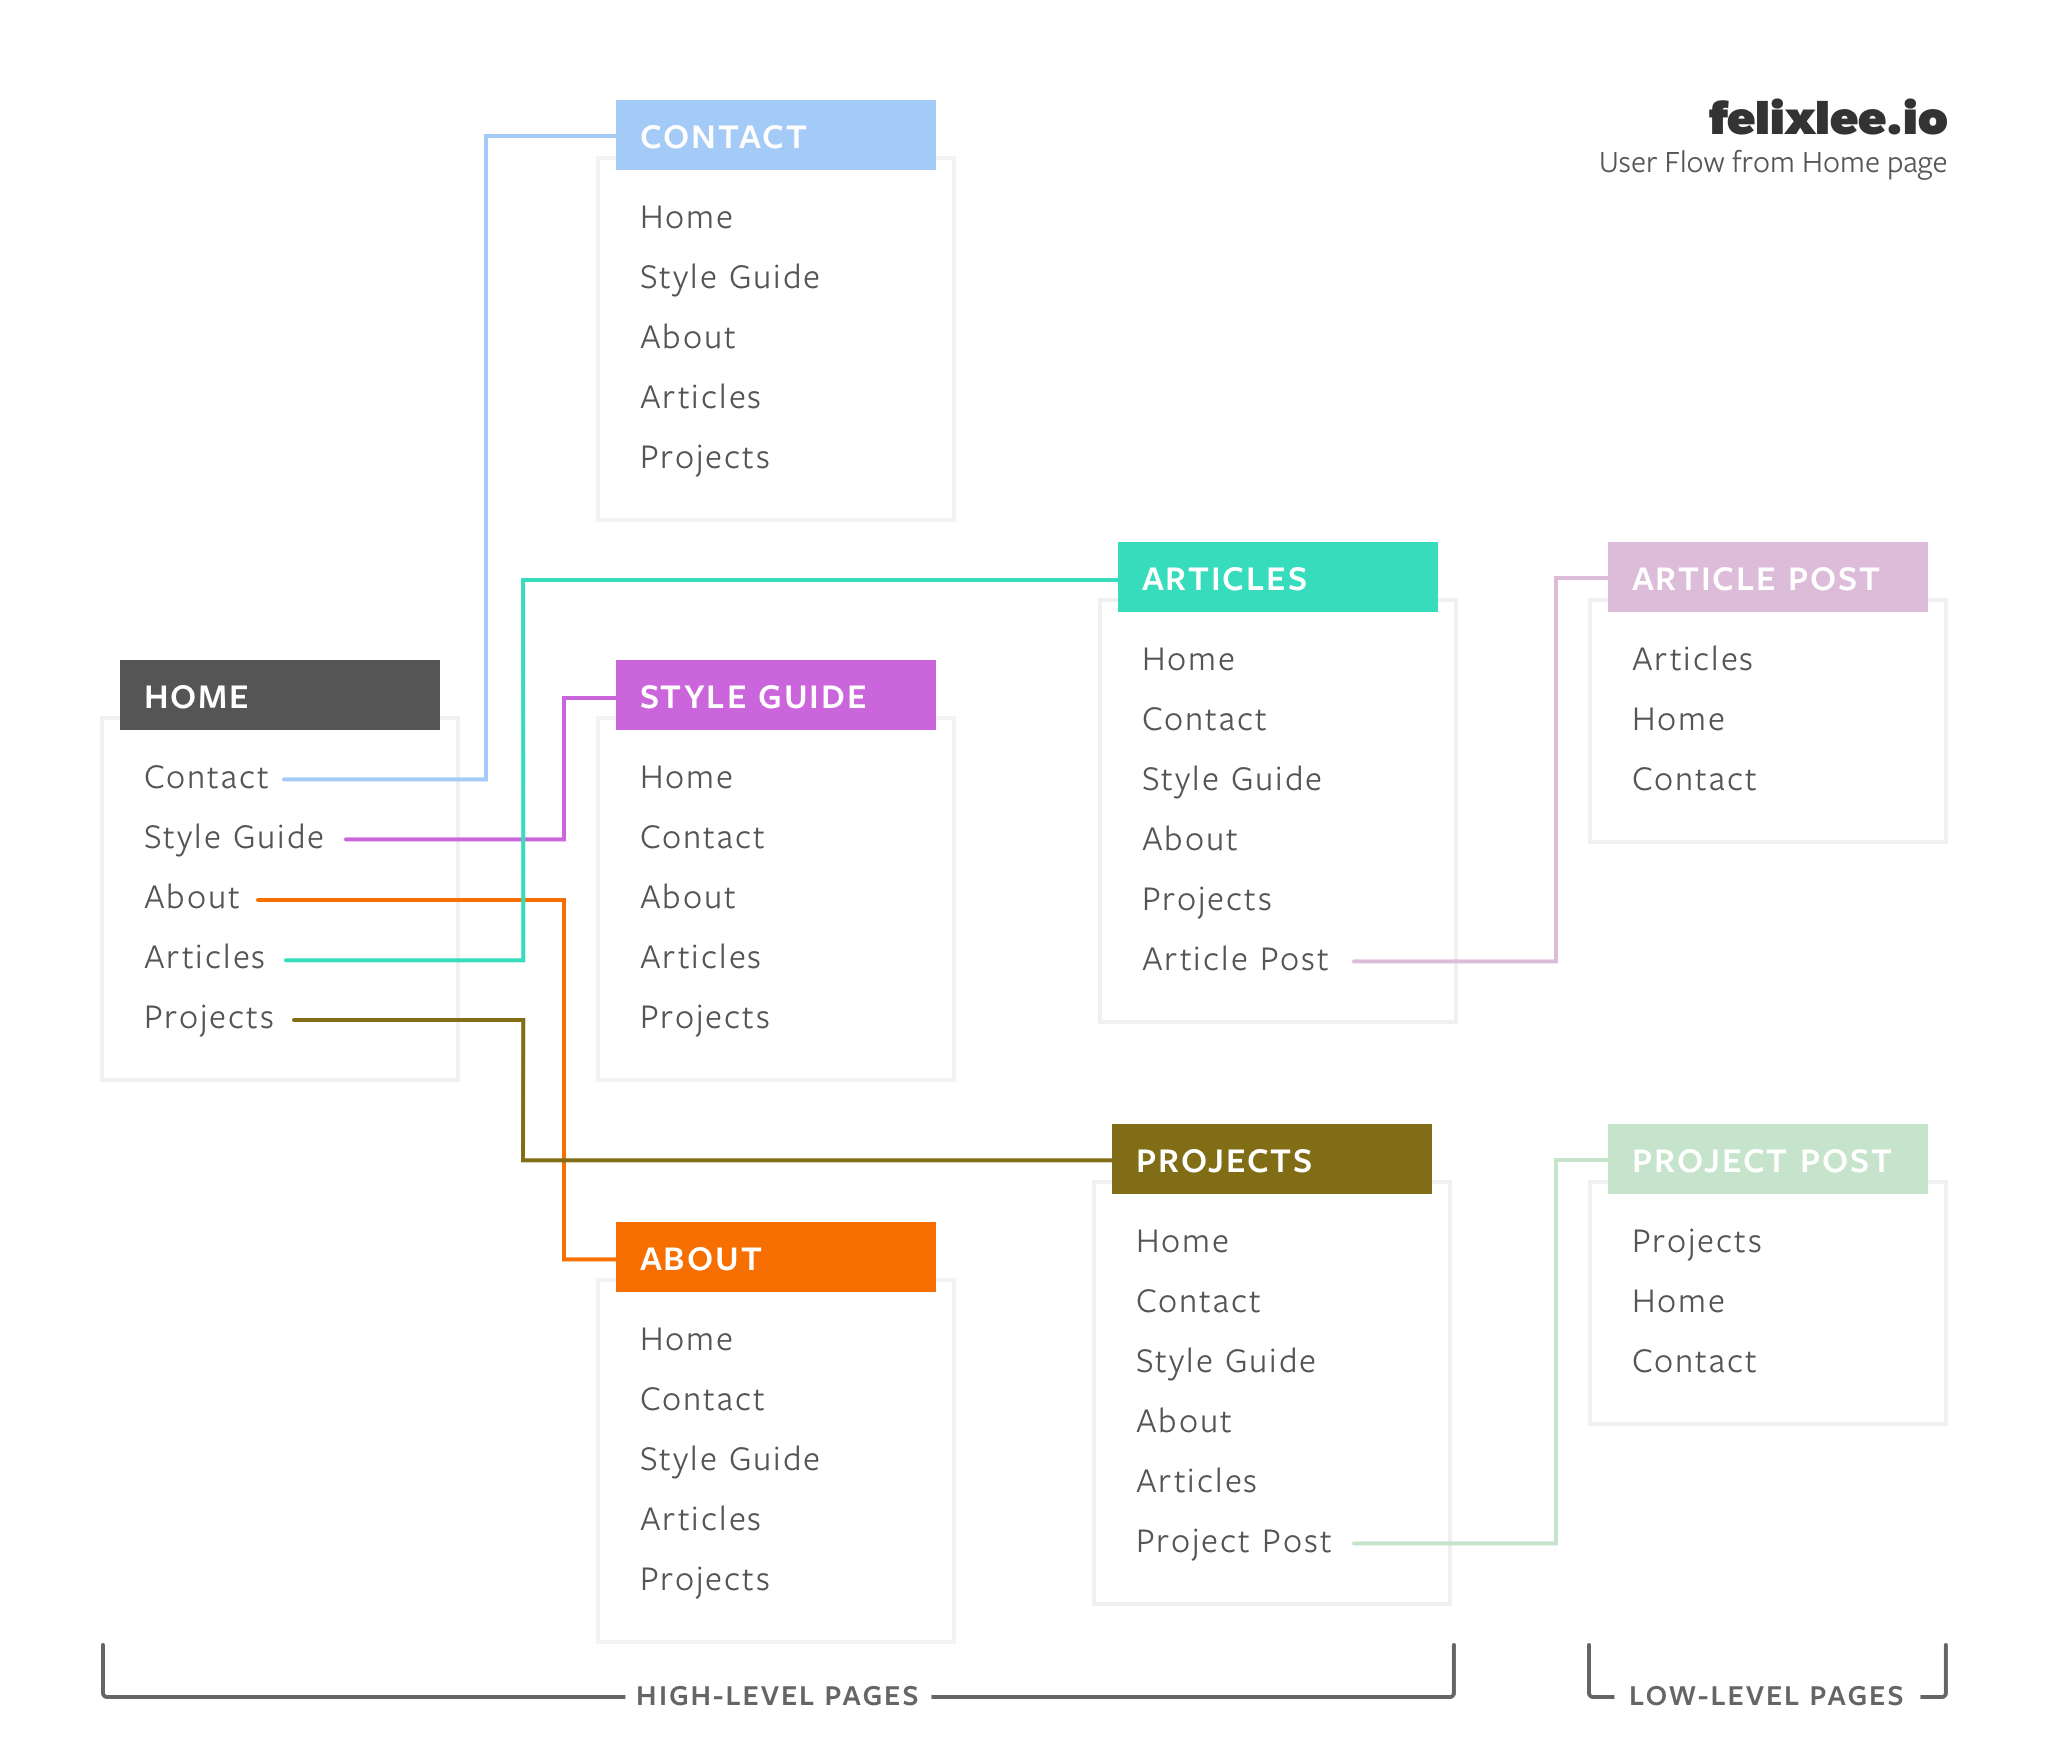 felixlee.io
User Flow from Home page
CONTACT
Home
Style Guide
About
Articles
Projects
HOME
Contact
Style Guide
About
Articles
Projects
STYLE GUIDE
Home
Contact
About
Articles
Projects
ABOUT
Home
Contact
Style Guide
Articles
Projects
ARTICLES
Home
Contact
Style Guide
About
Projects
Article Post
PROJECTS
Home
Contact
Style Guide
About
Articles
Project Post
ARTICLE POST
Articles
Home
Contact
PROJECT POST
Projects
Home
Contact
HIGH-LEVEL PAGES
LOW-LEVEL PAGES